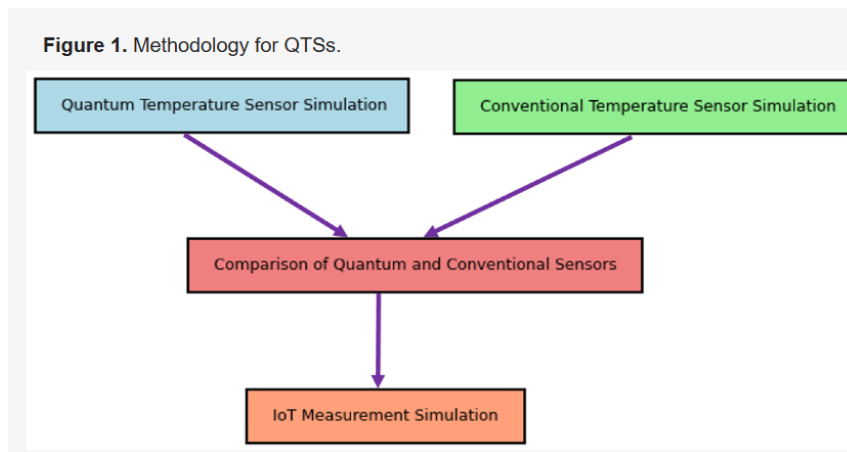 Figure 1. Methodology for QTSs.
Quantum Temperature Sensor Simulation
Conventional Temperature Sensor Simulation
Comparison of Quantum and Conventional Sensors
IoT Measurement Simulation